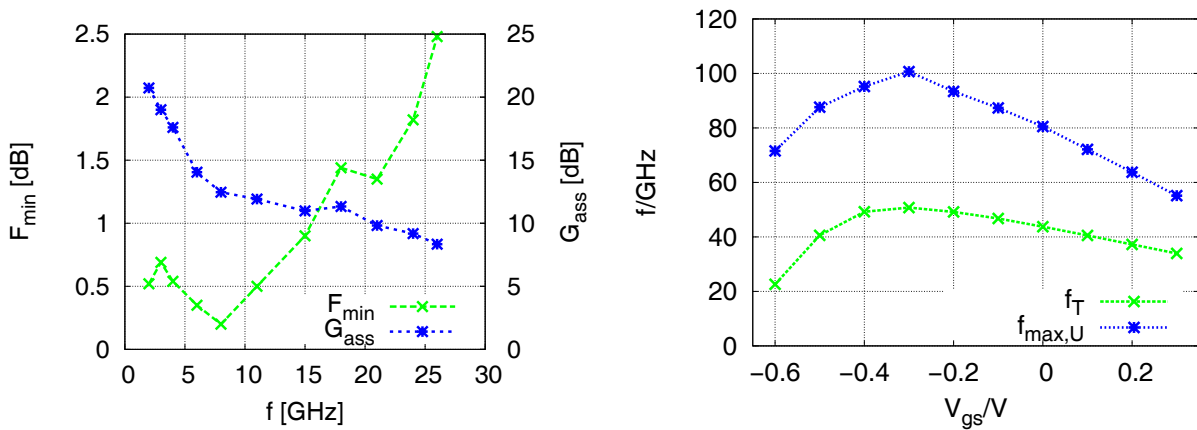 2.5
2
1.5
1
0.5
0
F_min [dB]
25
20
15
10
5
0
G_ass [dB]
0 5 10 15 20 25 30
f [GHz]
F_min
G_ass
120
100
80
60
40
20
0
f/GHz
−0.6 −0.4 −0.2 0 0.2
V_gs/V
f_T
f_max,U